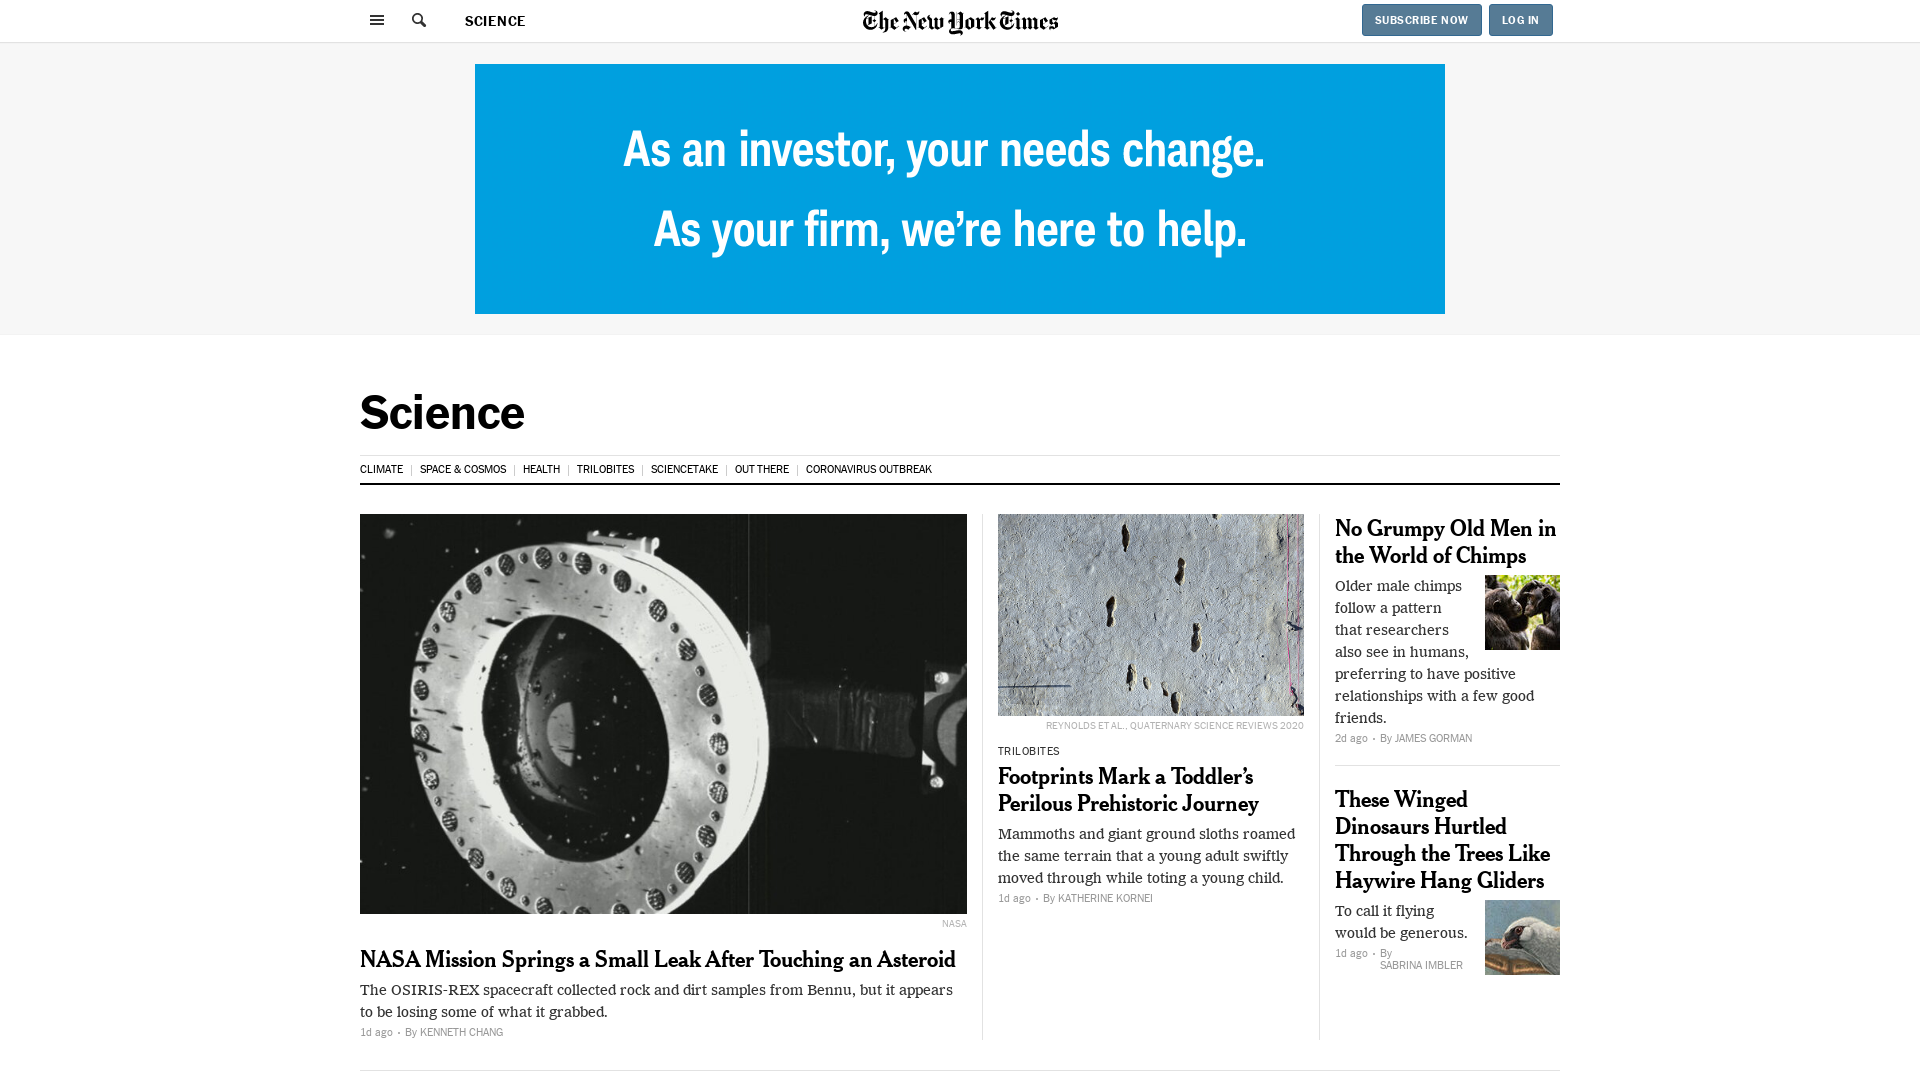 SCIENCE
The New York Times
SUBSCRIBE NOW
LOG IN
As an investor, your needs change.
As your firm, we’re here to help.
Science
CLIMATE
SPACE & COSMOS
HEALTH
TRILOBITES
SCIENCETAKE
OUT THERE
CORONAVIRUS OUTBREAK
NASA
NASA Mission Springs a Small Leak After Touching an Asteroid
The OSIRIS-REX spacecraft collected rock and dirt samples from Bennu, but it appears
to be losing some of what it grabbed.
1d ago • By KENNETH CHANG
REYNOLDS ET AL., QUATERNARY SCIENCE REVIEWS 2020
TRILOBITES
Footprints Mark a Toddler’s
Perilous Prehistoric Journey
Mammoths and giant ground sloths roamed
the same terrain that a young adult swiftly
moved through while toting a young child.
1d ago • By KATHERINE KORNEI
No Grumpy Old Men in
the World of Chimps
Older male chimps
follow a pattern
that researchers
also see in humans,
preferring to have positive
relationships with a few good
friends.
2d ago • By JAMES GORMAN
These Winged
Dinosaurs Hurtled
Through the Trees Like
Haywire Hang Gliders
To call it flying
would be generous.
1d ago • By
SABRINA IMBLER